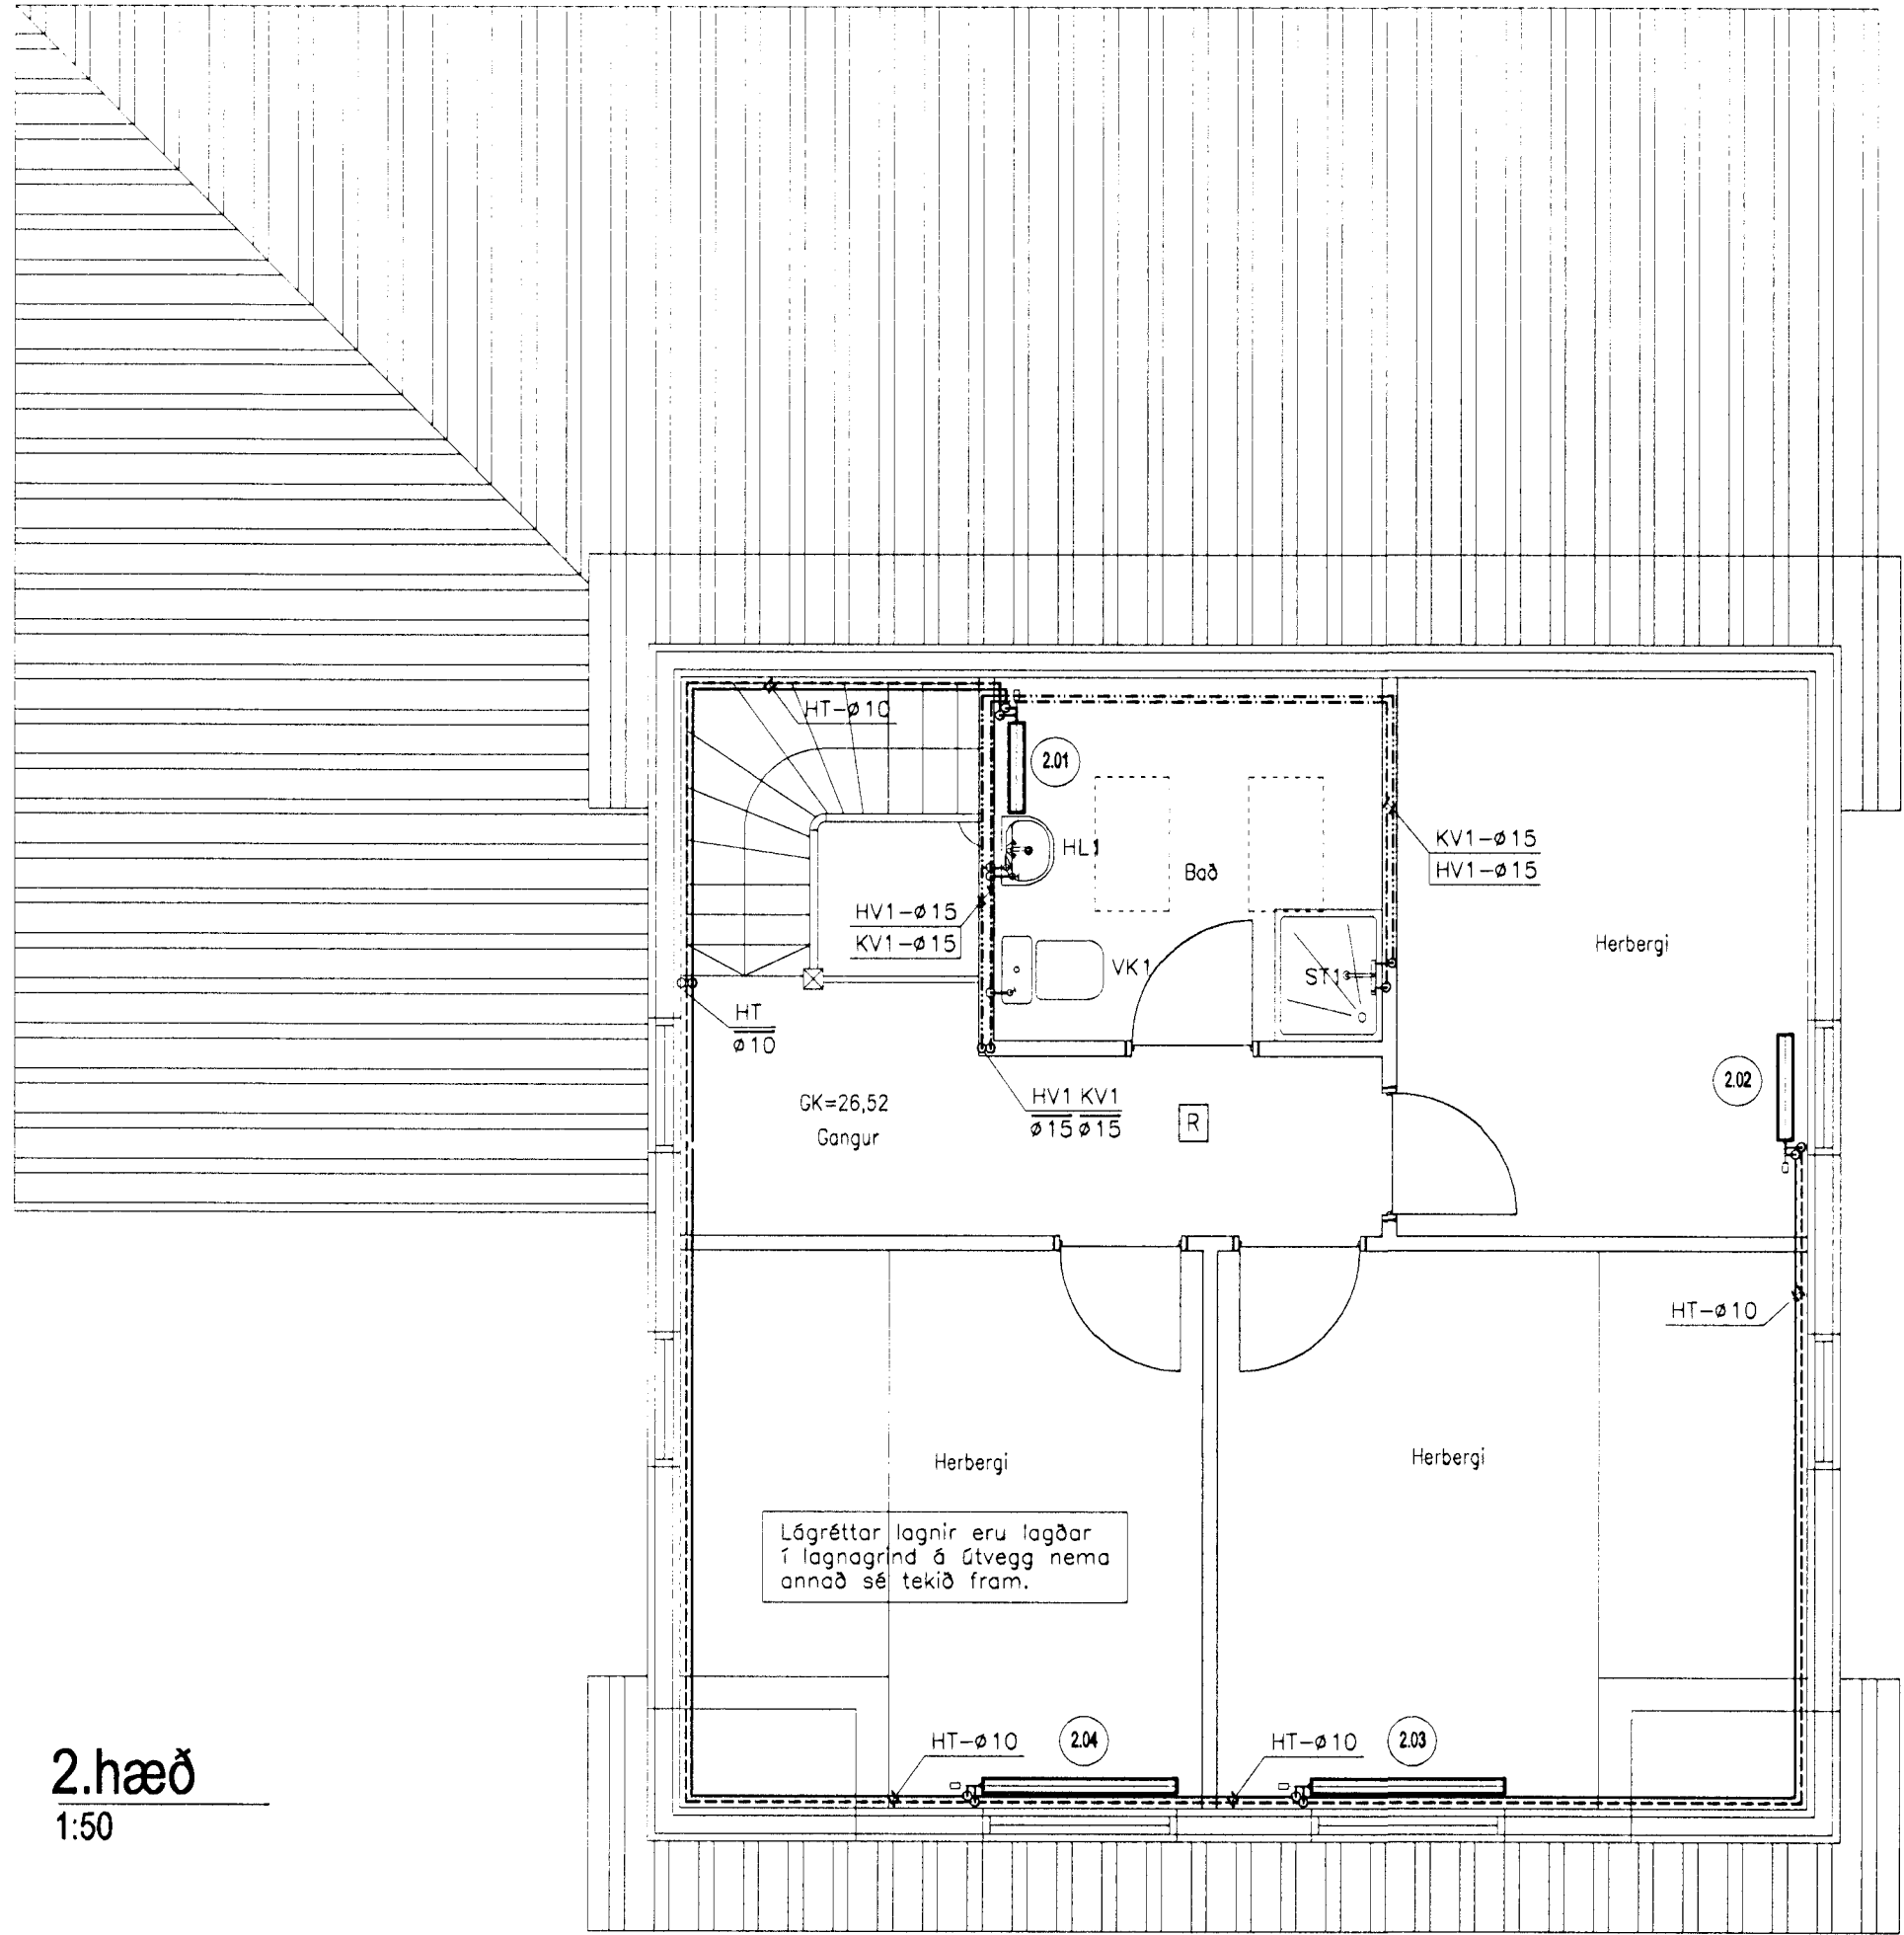 HT-ø10
2.01
HL1
KV1-ø15
HV1-ø15
Bað
HV1-ø15
KV1-ø15
Herbergi
VK1
ST1
HT
ø10
2.02
GK=26,52
Gangur
HV1 KV1
ø15 ø15
R
HT-ø10
Herbergi
Herbergi
Lágréttar lagnir eru lagðar
í lagnagrind á útvegg nema
annað sé tekið fram.
HT-ø10
2.04
HT-ø10
2.03
2.hæð
1:50